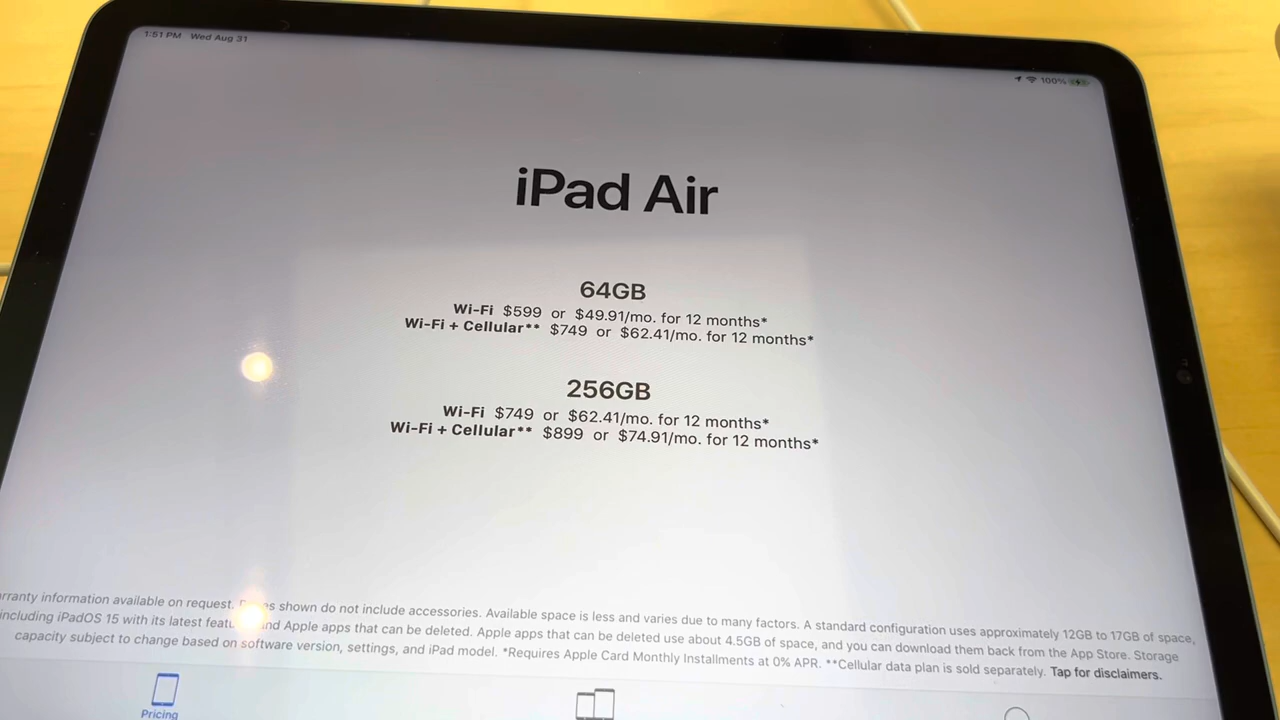 1:51 PM Wed Aug 31
100%
iPad Air
64GB
Wi-Fi $599 or $49.91/mo. for 12 months*
Wi-Fi + Cellular** $749 or $62.41/mo. for 12 months*
256GB
Wi-Fi $749 or $62.41/mo. for 12 months*
Wi-Fi + Cellular** $899 or $74.91/mo. for 12 months*
information available on request. shown do not include accessories. Available space is less and varies due to many factors. A standard configuration uses approximately 12GB to 17GB of space,
including iPadOS 15 with its latest Apple apps that can be deleted. Apple apps that can be deleted use about 4.5GB of space, and you can download them back from the App Store. Storage
capacity subject to change based on software version, settings, and iPad model. *Requires Apple Card Monthly Installments at 0% APR. **Cellular data plan is sold separately. Tap for disclaimers.
Pricing